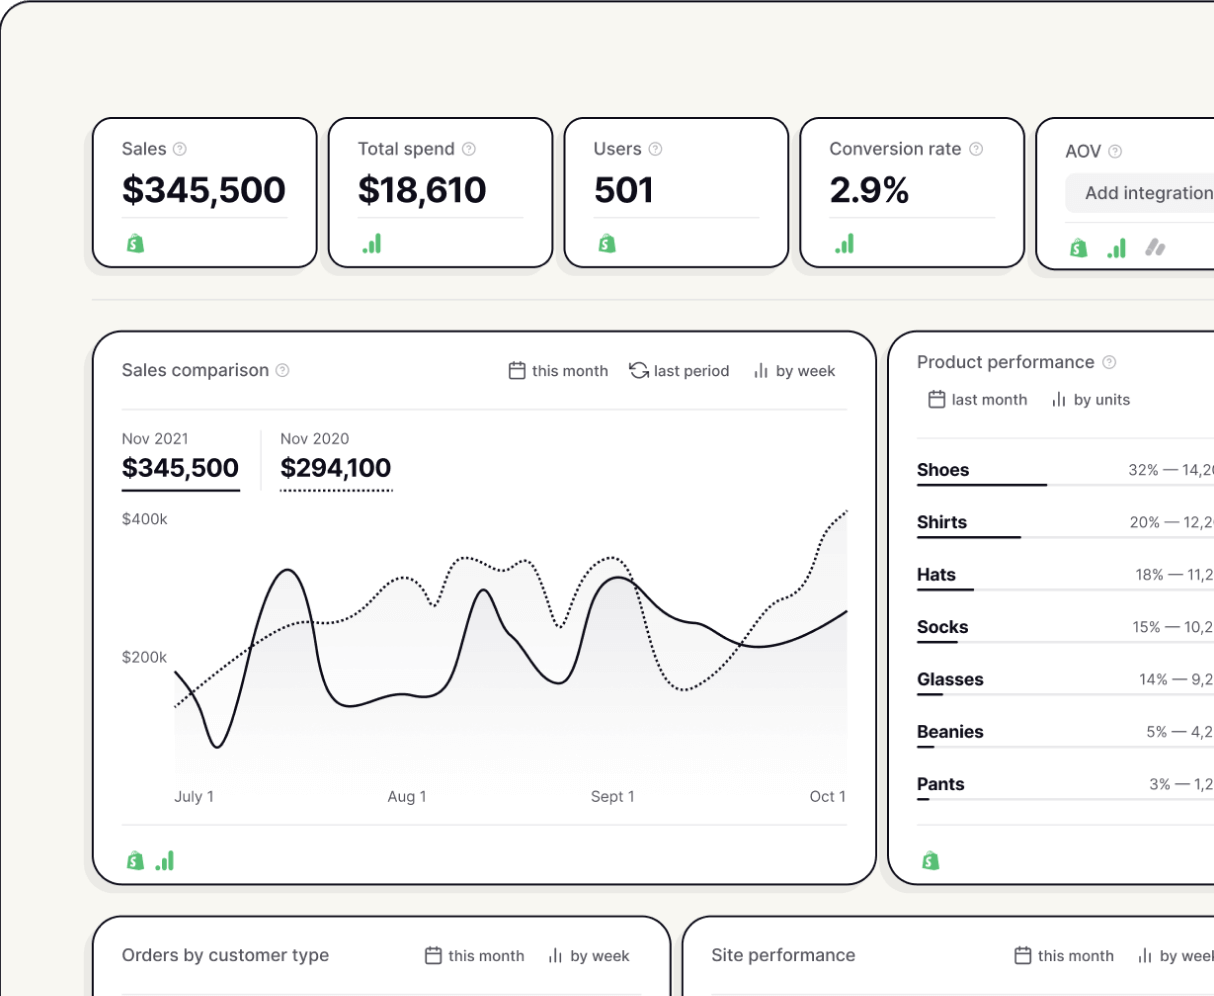 Sales
$345,500
Total spend
$18,610
Users
501
Conversion rate
2.9%
AOV
Add integration
Sales comparison
this month
last period
by week
Nov 2021
$345,500
Nov 2020
$294,100
$400k
$200k
July 1
Aug 1
Sept 1
Oct 1
Product performance
last month
by units
Shoes 32% — 14,20
Shirts 20% — 12,2
Hats 18% — 11,2
Socks 15% — 10,2
Glasses 14% — 9,2
Beanies 5% — 4,2
Pants 3% — 1,2
Orders by customer type
this month
by week
Site performance
this month
by week